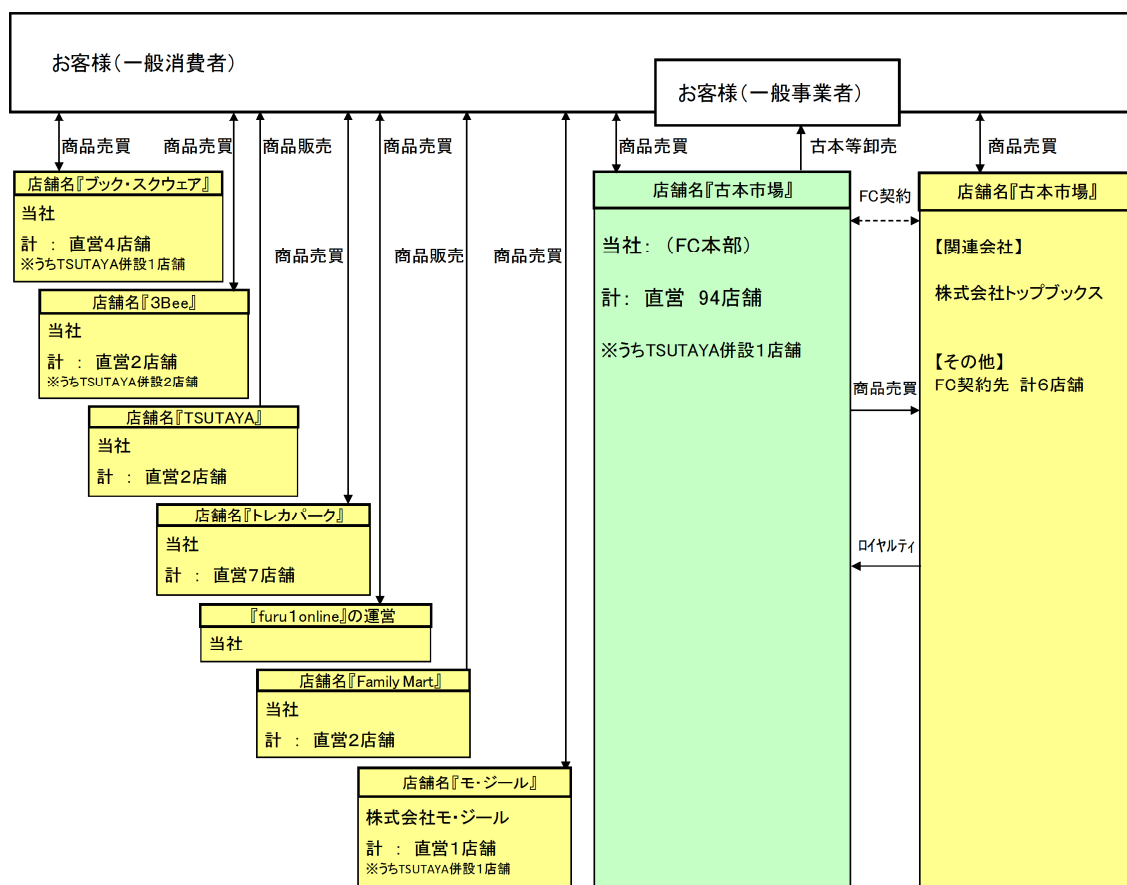 お客様（一般消費者）
お客様（一般事業者）
商品売買
商品売買
商品販売
商品売買
古本等卸売
商品売買
店舗名『ブック・スクウェア』
当社
計 ： 直営４店舗
※うちTSUTAYA併設１店舗
商品売買
商品販売
商品売買
店舗名『３Bee』
当社
計 ： 直営２店舗
※うちTSUTAYA併設２店舗
店舗名『TSUTAYA』
当社
計 ： 直営２店舗
店舗名『トレカパーク』
当社
計 ： 直営７店舗
『furu１online』の運営
当社
店舗名『Family Mart』
当社
計 ： 直営２店舗
店舗名『モ・ジール』
株式会社モ・ジール
計 ： 直営１店舗
※うちTSUTAYA併設１店舗
店舗名『古本市場』
当社：（FC本部）
計： 直営 94店舗
※うちTSUTAYA併設１店舗
FC契約
商品売買
ロイヤルティ
店舗名『古本市場』
【関連会社】
株式会社トップブックス
【その他】
FC契約先 計６店舗